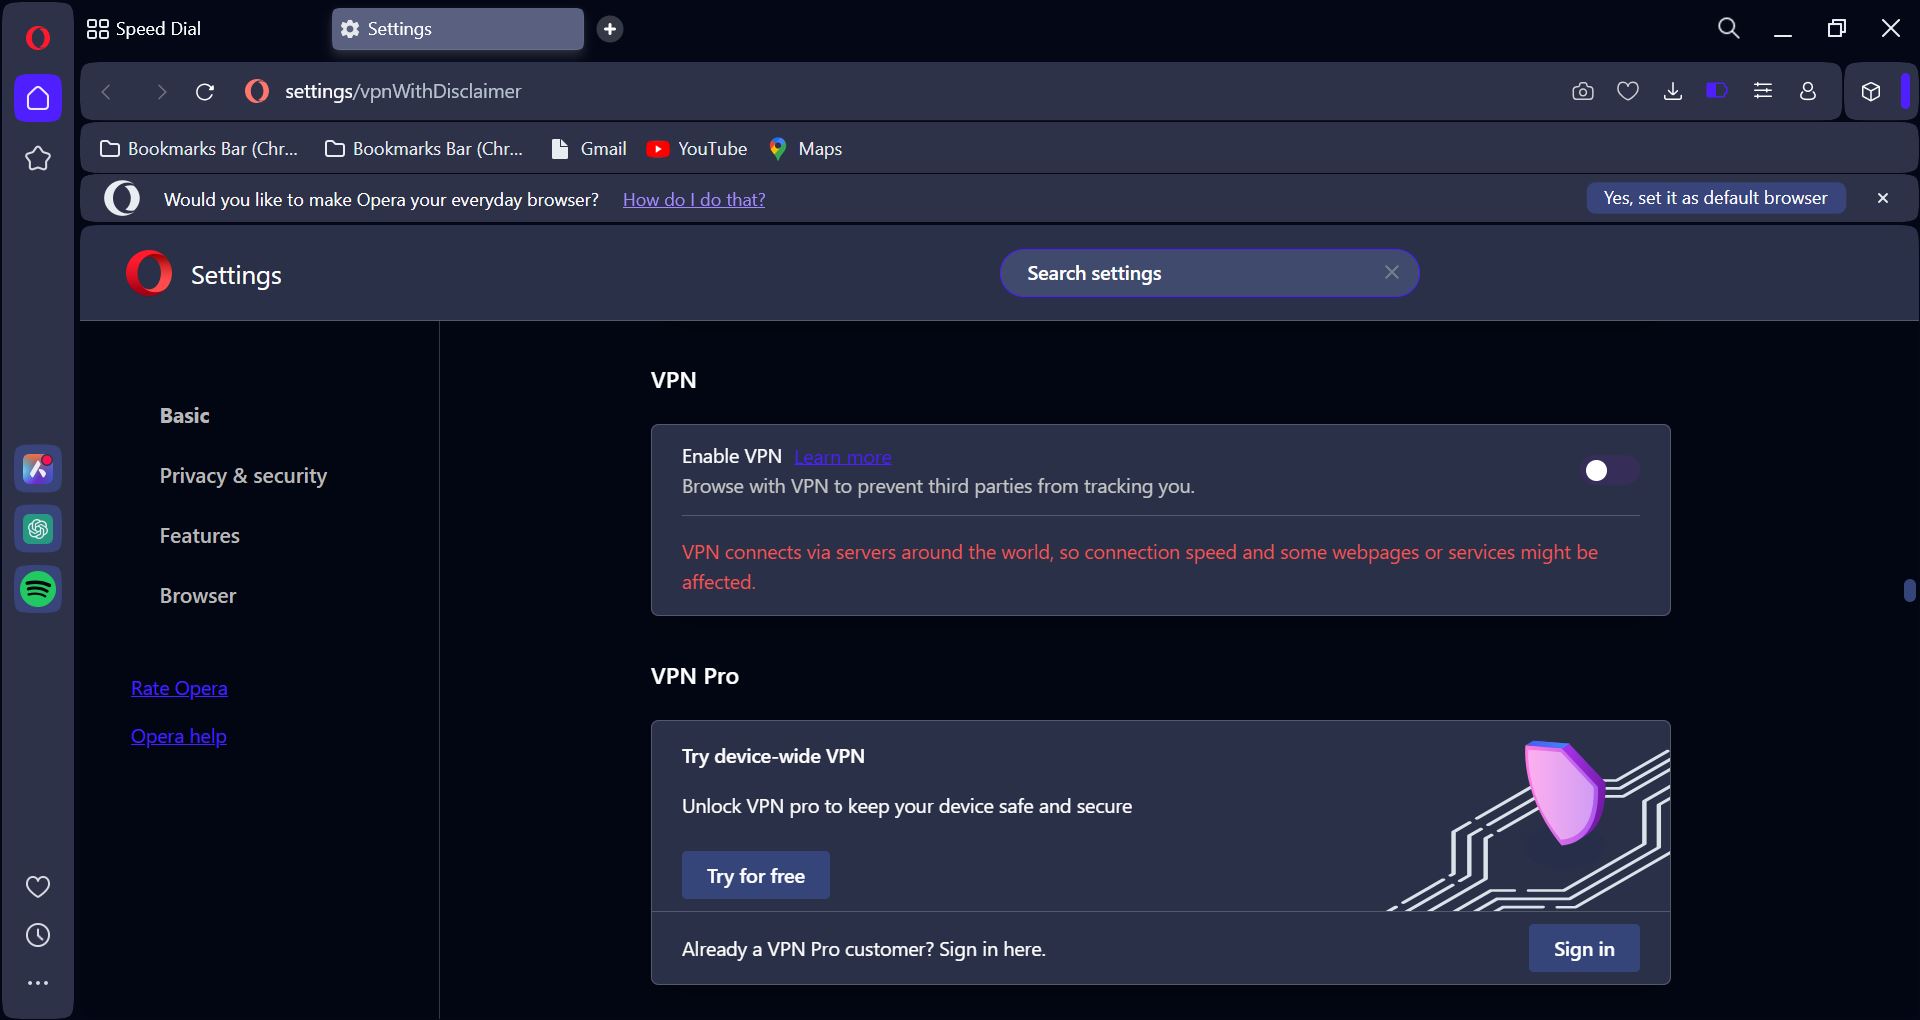 Speed Dial
Settings
settings/vpnWithDisclaimer
Bookmarks Bar (Chr...
Bookmarks Bar (Chr...
Gmail
YouTube
Maps
Would you like to make Opera your everyday browser?
How do I do that?
Yes, set it as default browser
Settings
Search settings
Basic
Privacy & security
Features
Browser
Rate Opera
Opera help
VPN
Enable VPN Learn more
Browse with VPN to prevent third parties from tracking you.
VPN connects via servers around the world, so connection speed and some webpages or services might be
affected.
VPN Pro
Try device-wide VPN
Unlock VPN pro to keep your device safe and secure
Try for free
Already a VPN Pro customer? Sign in here.
Sign in